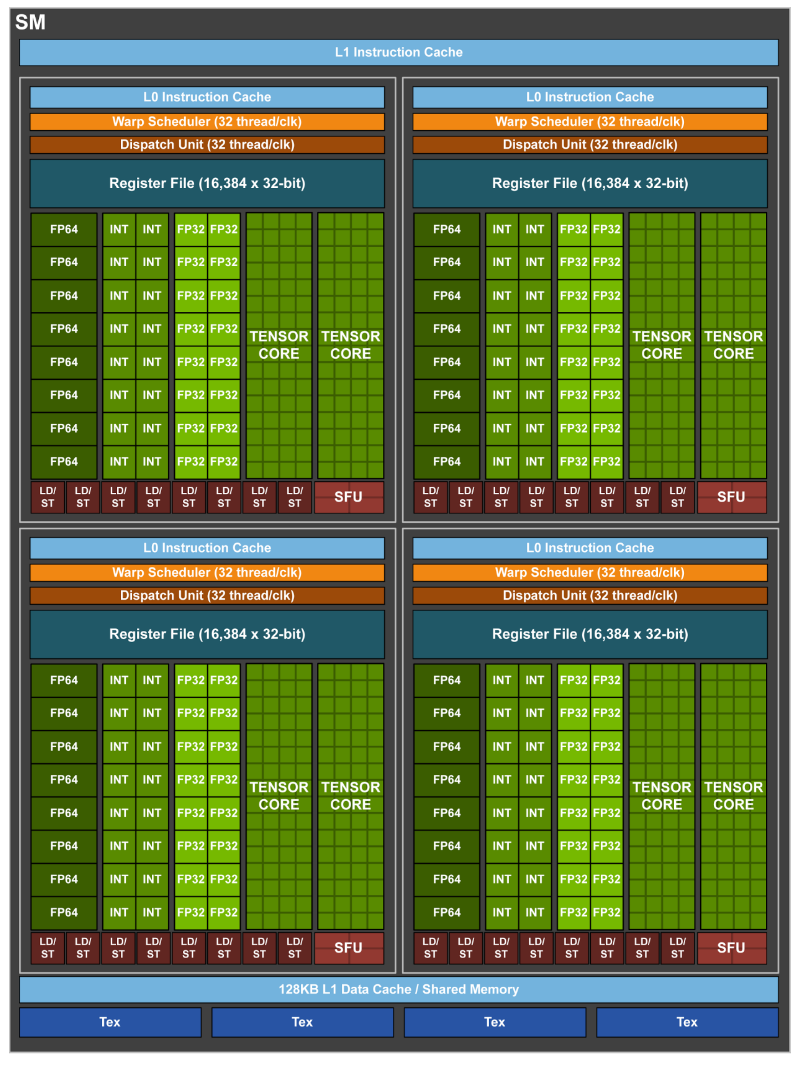 SM
L1 Instruction Cache
L0 Instruction Cache
Warp Scheduler (32 thread/clk)
Dispatch Unit (32 thread/clk)
Register File (16,384 x 32-bit)
FP64 INT INT FP32 FP32
FP64 INT INT FP32 FP32
FP64 INT INT FP32 FP32
FP64 INT INT FP32 FP32
TENSOR CORE TENSOR CORE
FP64 INT INT FP32 FP32
FP64 INT INT FP32 FP32
FP64 INT INT FP32 FP32
FP64 INT INT FP32 FP32
LD/ST LD/ST LD/ST LD/ST LD/ST LD/ST LD/ST LD/ST SFU
L0 Instruction Cache
Warp Scheduler (32 thread/clk)
Dispatch Unit (32 thread/clk)
Register File (16,384 x 32-bit)
FP64 INT INT FP32 FP32
FP64 INT INT FP32 FP32
FP64 INT INT FP32 FP32
FP64 INT INT FP32 FP32
TENSOR CORE TENSOR CORE
FP64 INT INT FP32 FP32
FP64 INT INT FP32 FP32
FP64 INT INT FP32 FP32
FP64 INT INT FP32 FP32
LD/ST LD/ST LD/ST LD/ST LD/ST LD/ST LD/ST LD/ST SFU
L0 Instruction Cache
Warp Scheduler (32 thread/clk)
Dispatch Unit (32 thread/clk)
Register File (16,384 x 32-bit)
FP64 INT INT FP32 FP32
FP64 INT INT FP32 FP32
FP64 INT INT FP32 FP32
FP64 INT INT FP32 FP32
TENSOR CORE TENSOR CORE
FP64 INT INT FP32 FP32
FP64 INT INT FP32 FP32
FP64 INT INT FP32 FP32
FP64 INT INT FP32 FP32
LD/ST LD/ST LD/ST LD/ST LD/ST LD/ST LD/ST LD/ST SFU
L0 Instruction Cache
Warp Scheduler (32 thread/clk)
Dispatch Unit (32 thread/clk)
Register File (16,384 x 32-bit)
FP64 INT INT FP32 FP32
FP64 INT INT FP32 FP32
FP64 INT INT FP32 FP32
FP64 INT INT FP32 FP32
TENSOR CORE TENSOR CORE
FP64 INT INT FP32 FP32
FP64 INT INT FP32 FP32
FP64 INT INT FP32 FP32
FP64 INT INT FP32 FP32
LD/ST LD/ST LD/ST LD/ST LD/ST LD/ST LD/ST LD/ST SFU
128KB L1 Data Cache / Shared Memory
Tex Tex Tex Tex